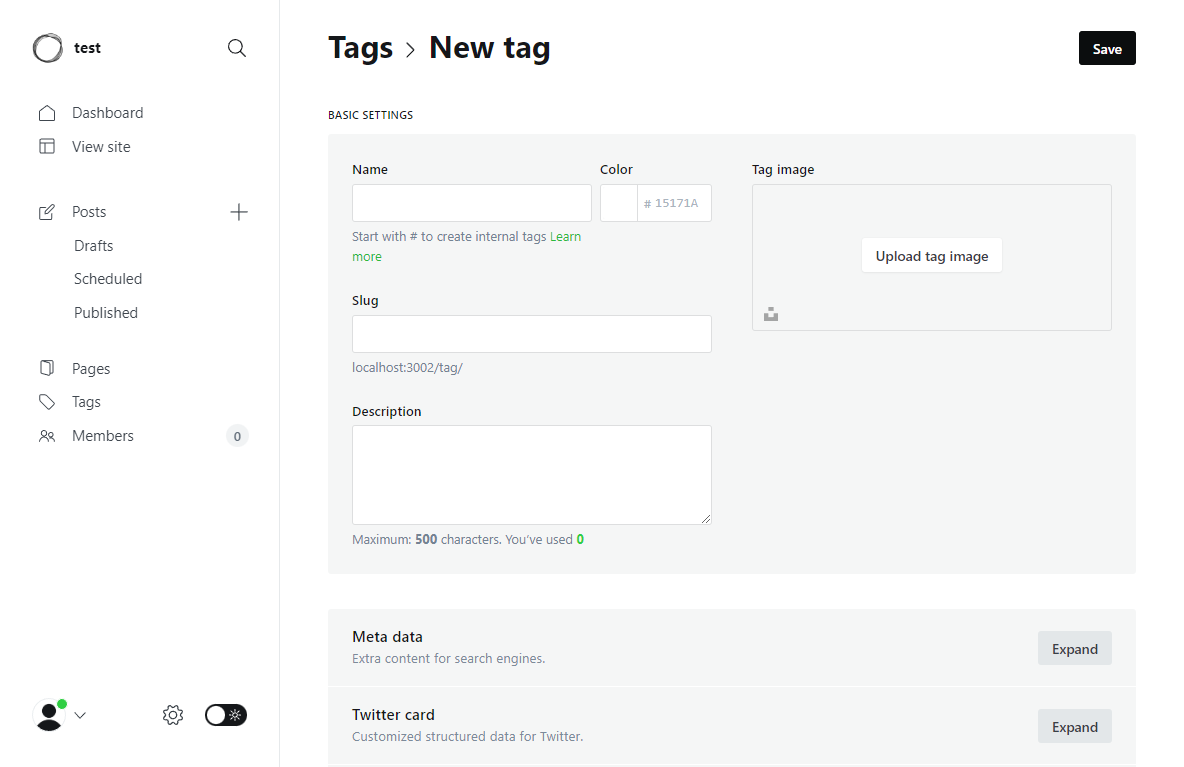 test
Dashboard
View site
Posts
Drafts
Scheduled
Published
Pages
Tags
Members 0
Tags > New tag
Save
BASIC SETTINGS
Name
Color
# 15171A
Start with # to create internal tags Learn
more
Slug
localhost:3002/tag/
Description
Maximum: 500 characters. You’ve used 0
Tag image
Upload tag image
Meta data
Extra content for search engines.
Expand
Twitter card
Customized structured data for Twitter.
Expand